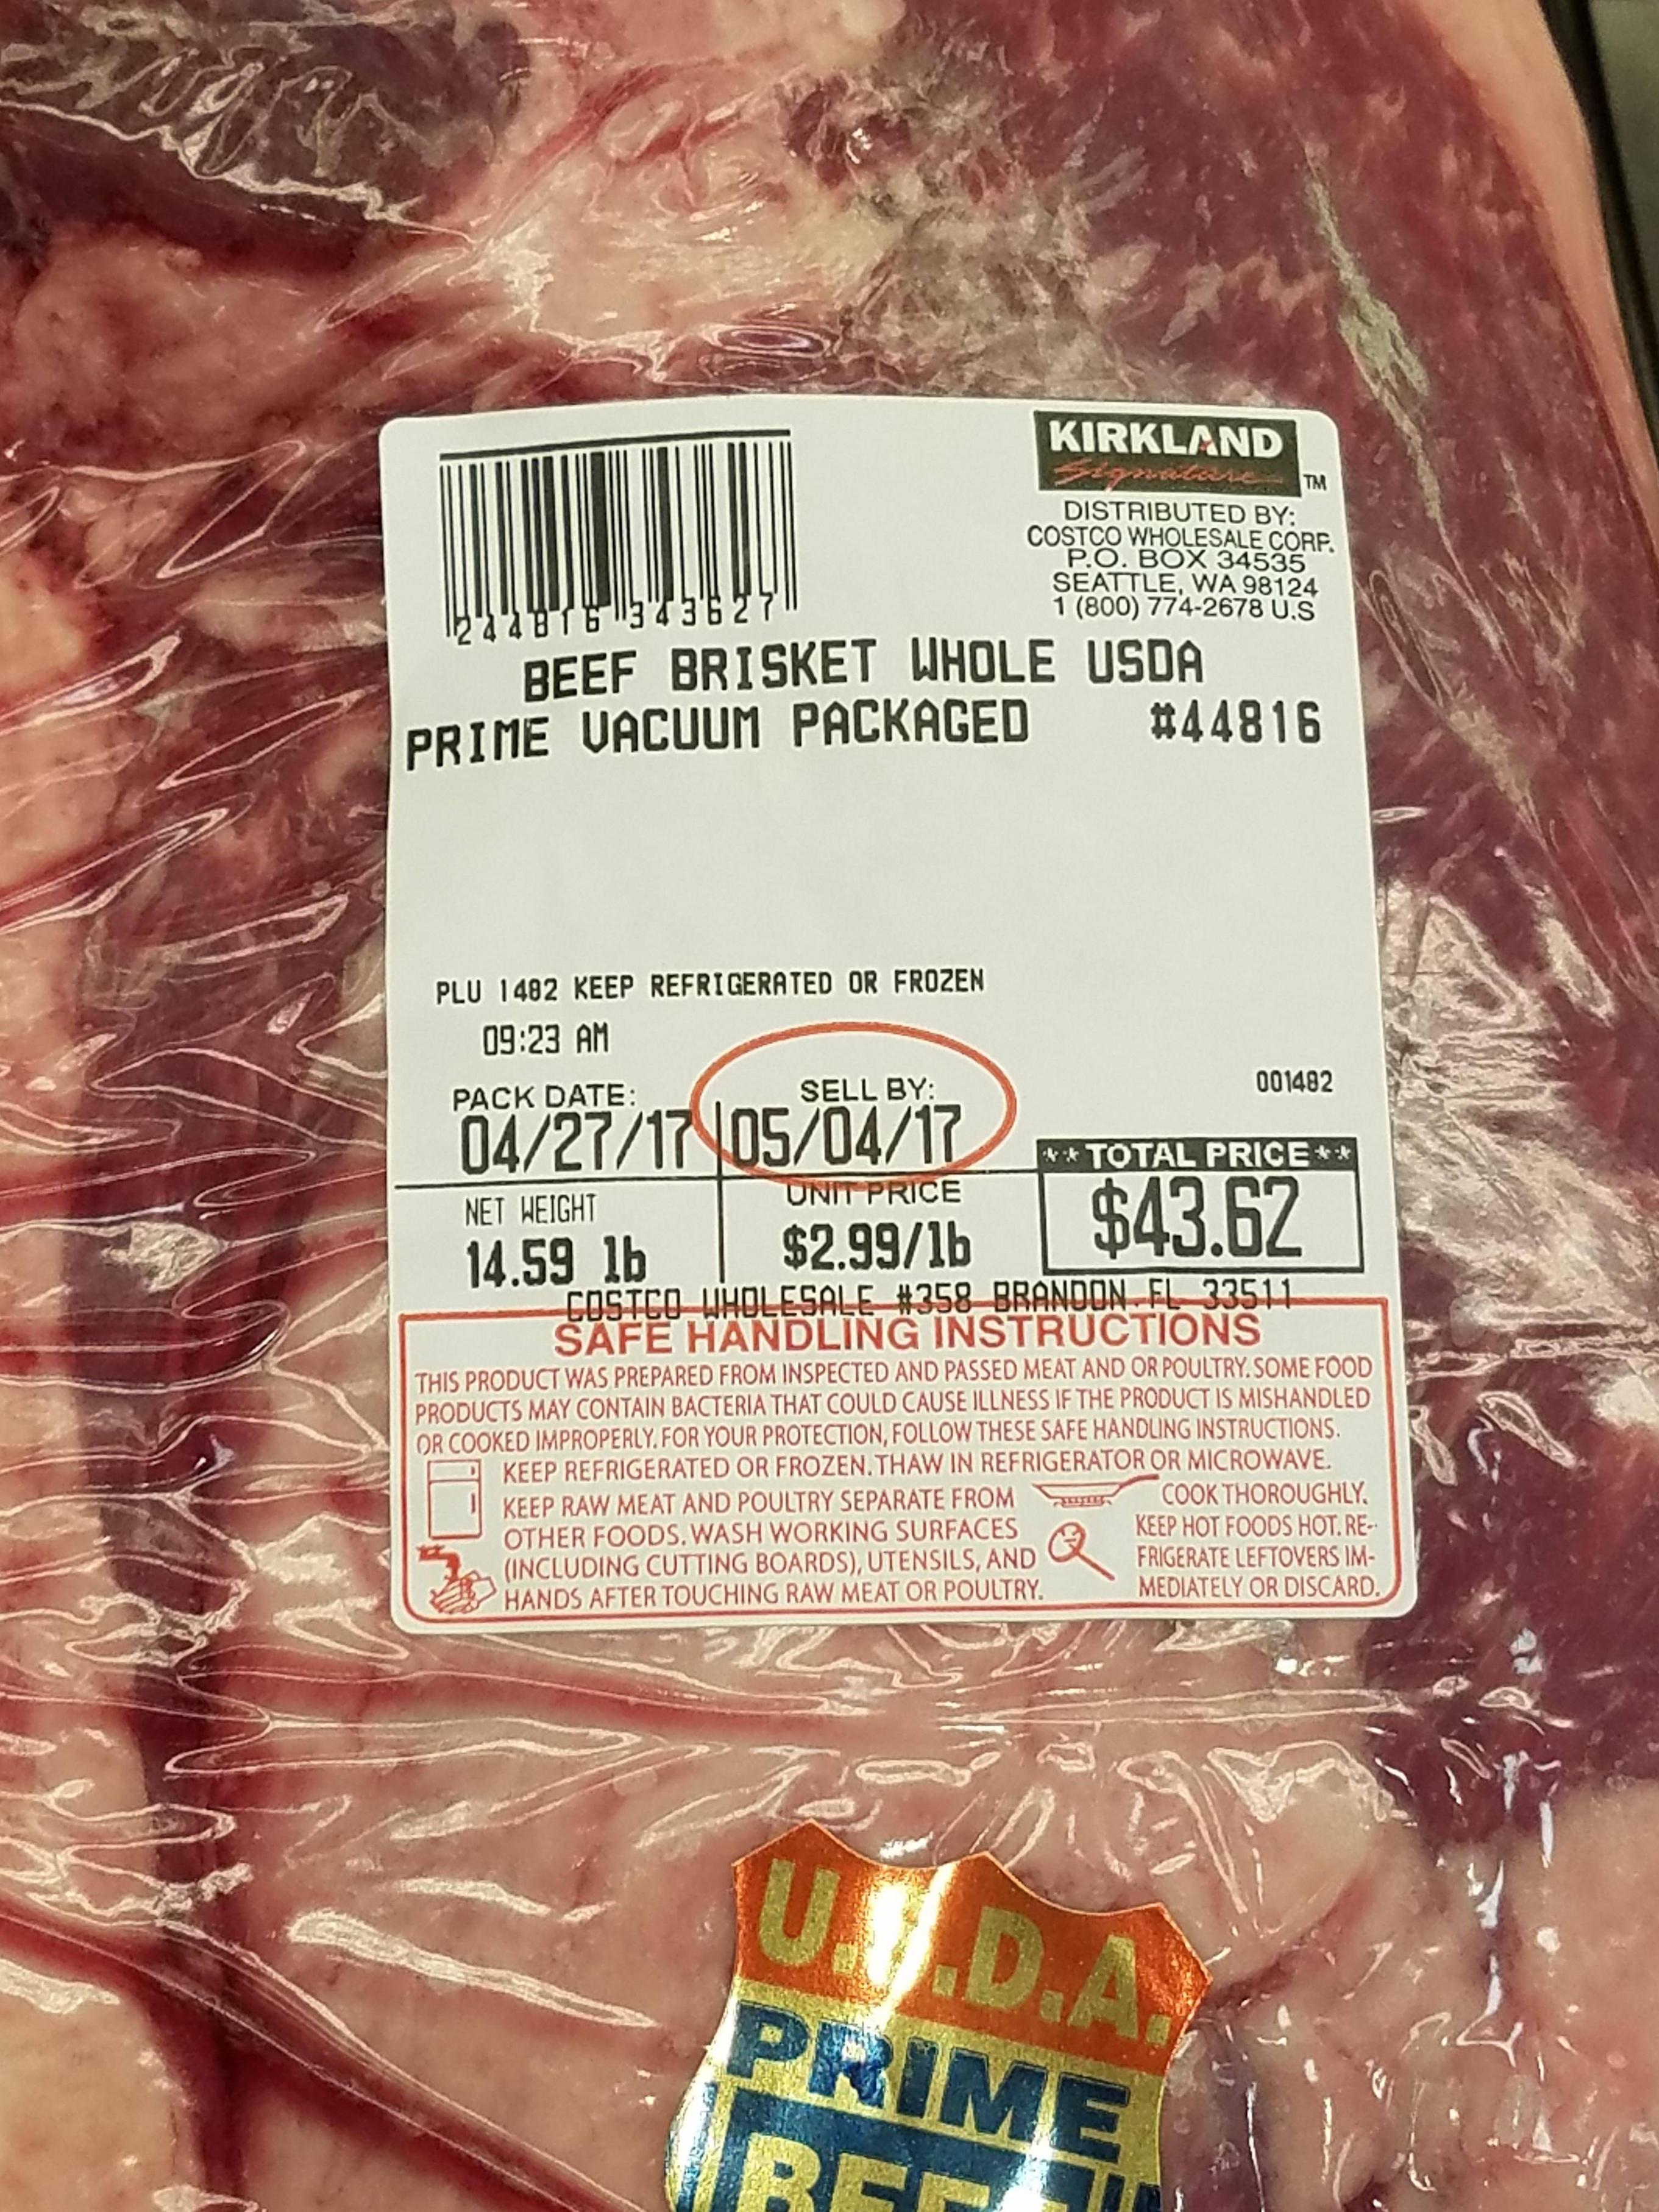 244816 343627
KIRKLAND
Signature TM
DISTRIBUTED BY:
COSTCO WHOLESALE CORP.
P.O. BOX 34535
SEATTLE, WA 98124
1 (800) 774-2678 U.S
BEEF BRISKET WHOLE USDA
PRIME VACUUM PACKAGED #44816
PLU 1482 KEEP REFRIGERATED OR FROZEN
09:23 AM
001482
PACK DATE: SELL BY:
04/27/17 05/04/17
**TOTAL PRICE**
$43.62
NET WEIGHT UNIT PRICE
14.59 lb $2.99/lb
COSTCO WHOLESALE #358 BRANDON FL 33511
SAFE HANDLING INSTRUCTIONS
THIS PRODUCT WAS PREPARED FROM INSPECTED AND PASSED MEAT AND OR POULTRY. SOME FOOD
PRODUCTS MAY CONTAIN BACTERIA THAT COULD CAUSE ILLNESS IF THE PRODUCT IS MISHANDLED
OR COOKED IMPROPERLY. FOR YOUR PROTECTION, FOLLOW THESE SAFE HANDLING INSTRUCTIONS.
KEEP REFRIGERATED OR FROZEN. THAW IN REFRIGERATOR OR MICROWAVE.
KEEP RAW MEAT AND POULTRY SEPARATE FROM
OTHER FOODS. WASH WORKING SURFACES
(INCLUDING CUTTING BOARDS), UTENSILS, AND
HANDS AFTER TOUCHING RAW MEAT OR POULTRY.
COOK THOROUGHLY.
KEEP HOT FOODS HOT. RE-
FRIGERATE LEFTOVERS IM-
MEDIATELY OR DISCARD.
U.S.D.A.
PRIME
BEEF